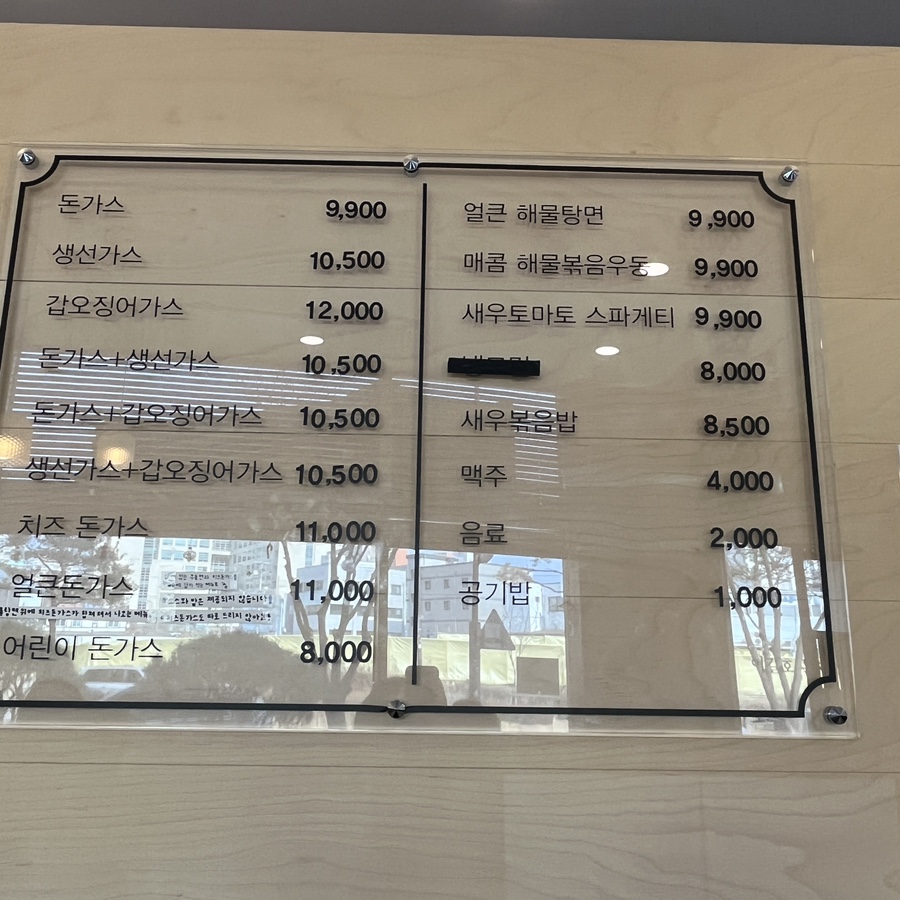 돈가스 9,900
생선가스 10,500
갑오징어가스 12,000
돈가스+생선가스 10,500
돈가스+갑오징어가스 10,500
생선가스+갑오징어가스 10,500
치즈 돈가스 11,000
얼큰돈가스 11,000
어린이 돈가스 8,000
얼큰 해물탕면 9,900
매콤 해물볶음우동 9,900
새우토마토 스파게티 9,900
8,000
새우볶음밥 8,500
맥주 4,000
음료 2,000
공기밥 1,000